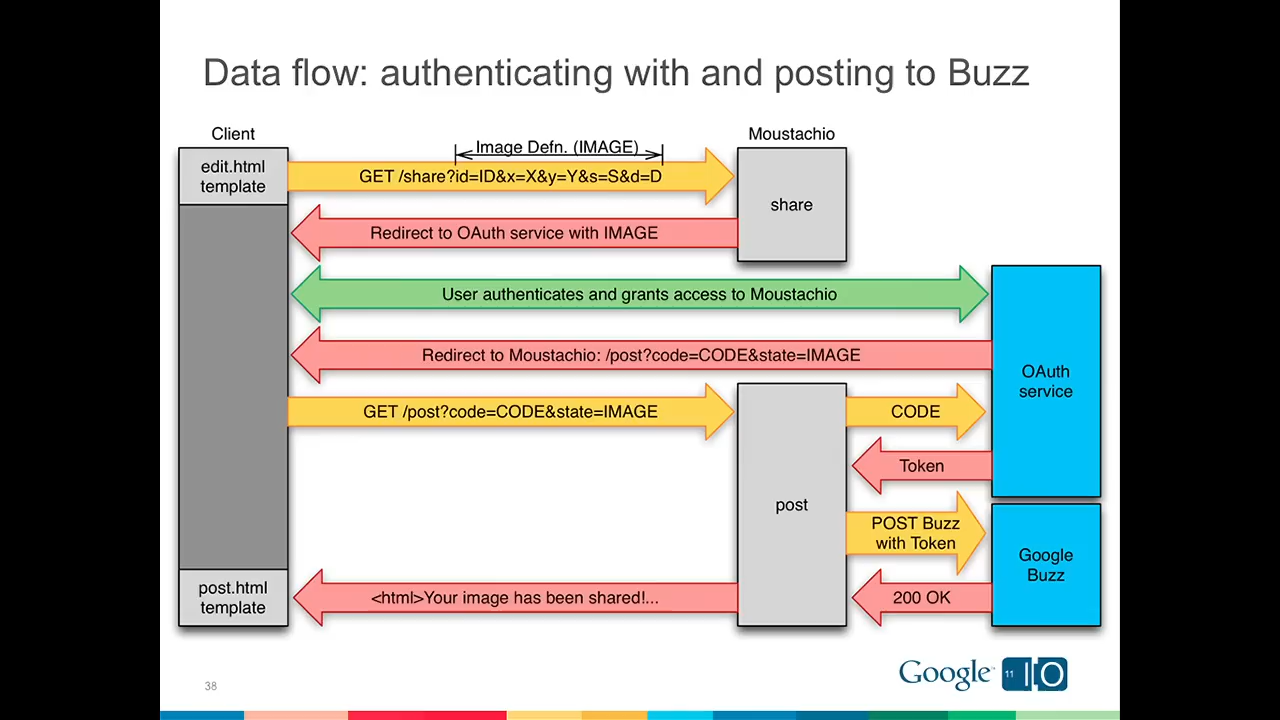 Data flow: authenticating with and posting to Buzz
Client
Moustachio
Image Defn. (IMAGE)
edit.html
template
GET /share?id=ID&x=X&y=Y&s=S&d=D
share
Redirect to OAuth service with IMAGE
User authenticates and grants access to Moustachio
Redirect to Moustachio: /post?code=CODE&state=IMAGE
OAuth
service
GET /post?code=CODE&state=IMAGE
CODE
Token
post
POST Buzz
with Token
Google
Buzz
post.html
template
<html>Your image has been shared!...
200 OK
38
Google
11 IO